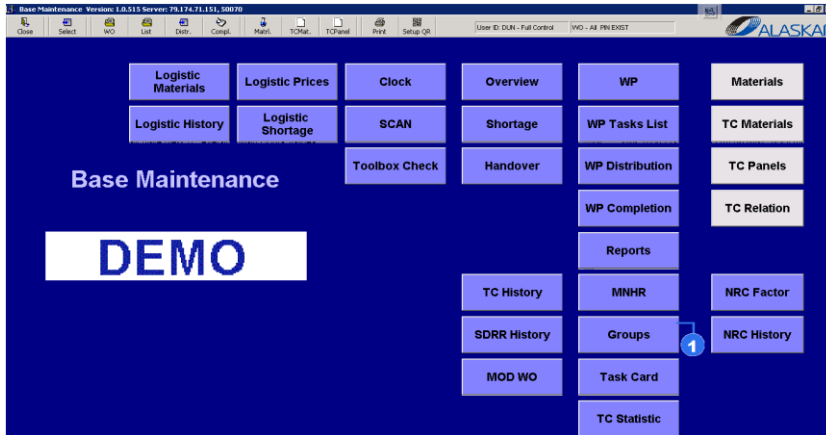 Base Maintenance Version: 1.0.515 Server: 79.174.71.151, 50070
Close Select WO List Distr. Compl. Matrl. TCMat. TCPanel Print Setup QR
User ID: DUN - Full Control WO - All PIN EXIST
ALASKAR
Logistic
Materials
Logistic Prices
Clock
Overview
WP
Materials
Logistic History
Logistic
Shortage
SCAN
Shortage
WP Tasks List
TC Materials
Toolbox Check
Handover
WP Distribution
TC Panels
Base Maintenance
WP Completion
TC Relation
DEMO
Reports
TC History
MNHR
NRC Factor
SDRR History
Groups
1
NRC History
MOD WO
Task Card
TC Statistic